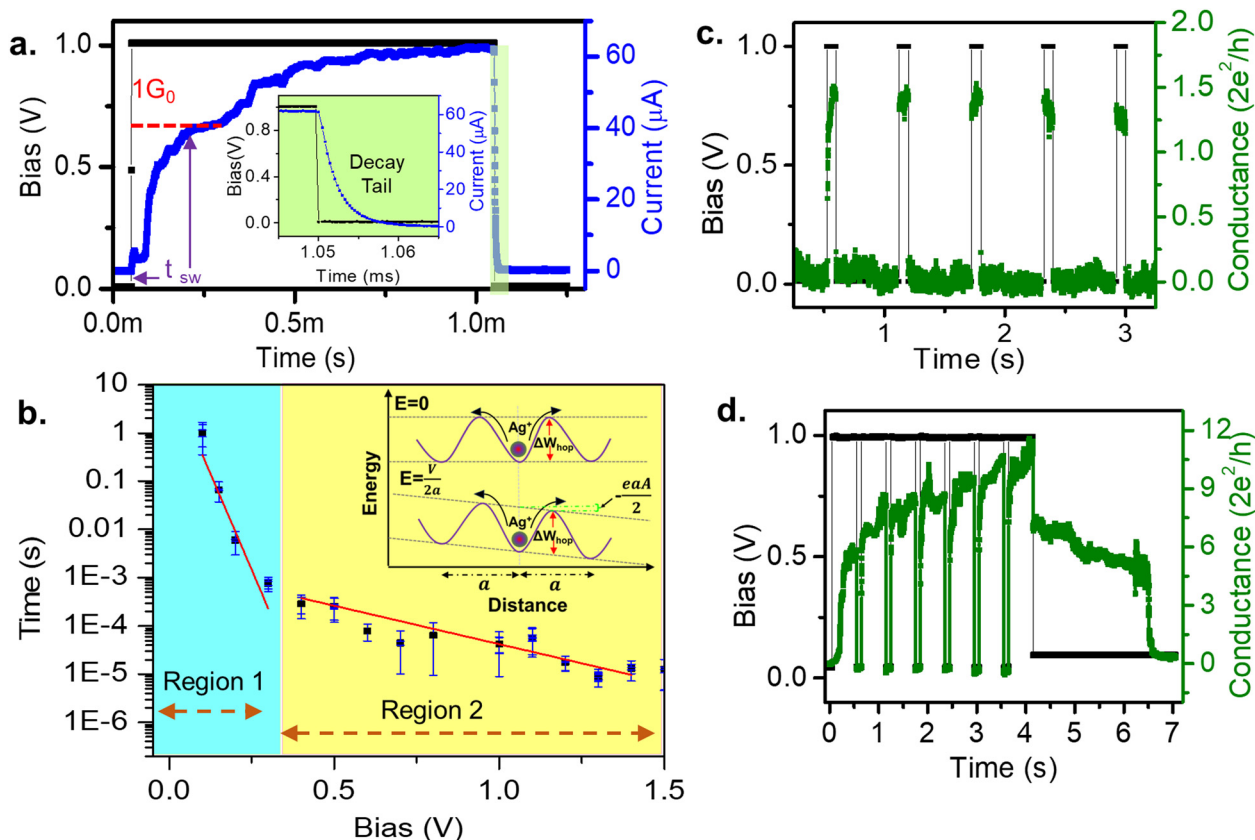 a.
Bias (V)
1.0
0.5
0.0
1G0
t sw
60
40
20
0
Current (μA)
0.0m
0.5m
1.0m
Time (s)
Bias(V)
0.8
0.4
0.0
Decay
Tail
60
40
20
0
Current (μA)
1.05
1.06
Time (ms)
b.
Time (s)
10
1
0.1
0.01
1E-3
1E-4
1E-5
1E-6
Region 1
Region 2
0.0
0.5
1.0
1.5
Bias (V)
Energy
E=0
Ag+
ΔWhop
E=V/2a
Ag+
ΔWhop
-eaA/2
a
a
Distance
c.
Bias (V)
1.0
0.5
0.0
2.0
1.5
1.2
0.8
0.4
0.0
Conductance (2e²/h)
1
2
3
Time (s)
d.
Bias (V)
1.0
0.5
0.0
12
9
6
3
0
Conductance (2e²/h)
0
1
2
3
4
5
6
7
Time (s)